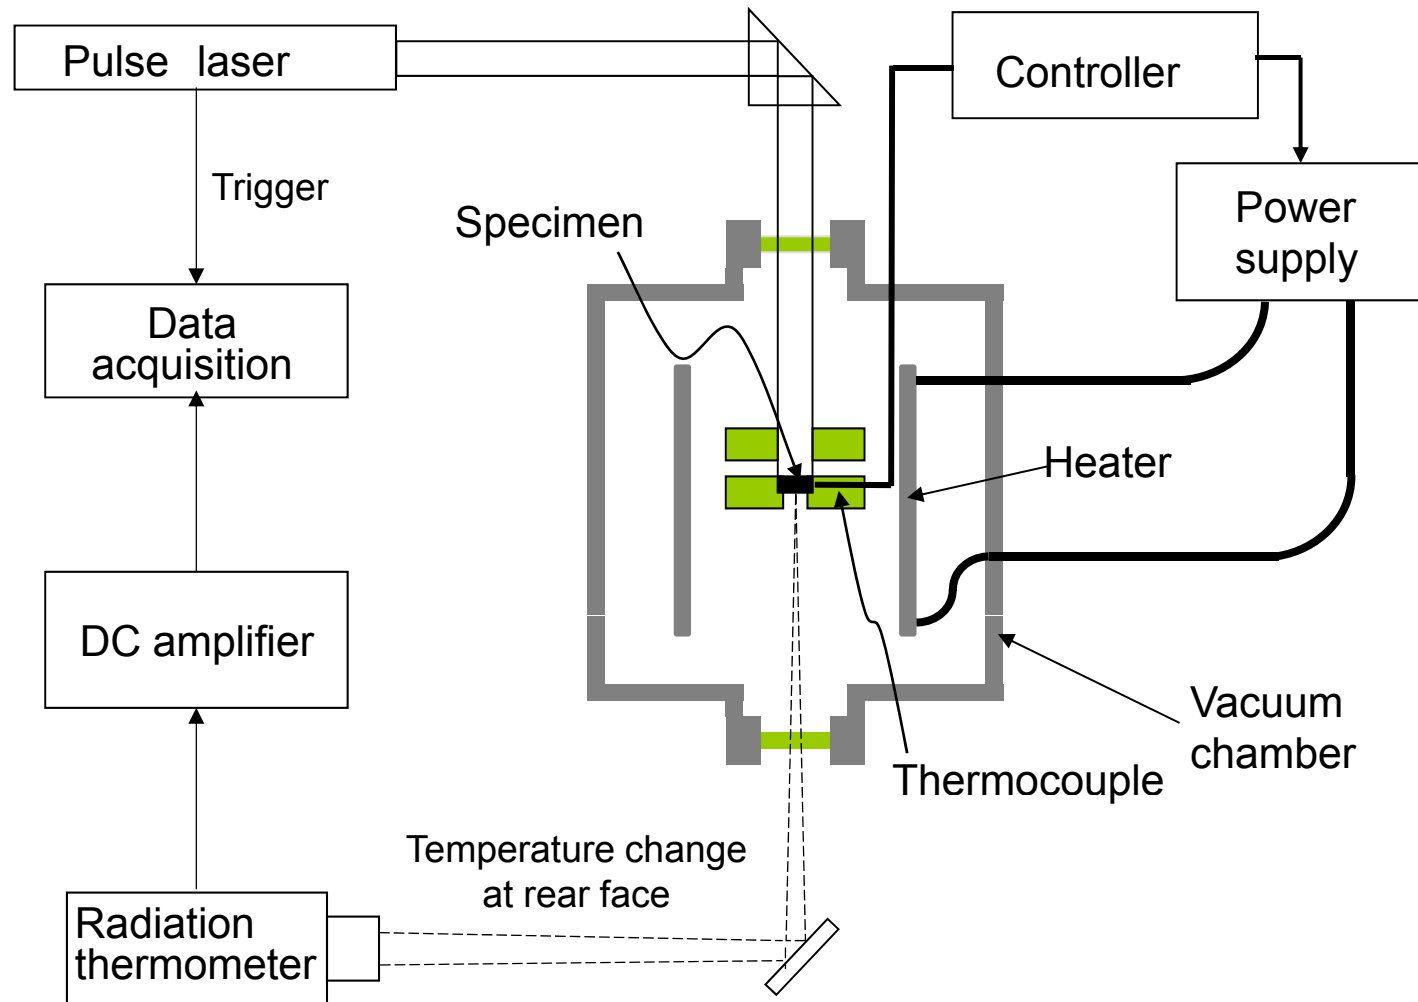 Pulse laser
Controller
Trigger
Power
supply
Specimen
Data
acquisition
Heater
DC amplifier
Vacuum
chamber
Thermocouple
Temperature change
at rear face
Radiation
thermometer